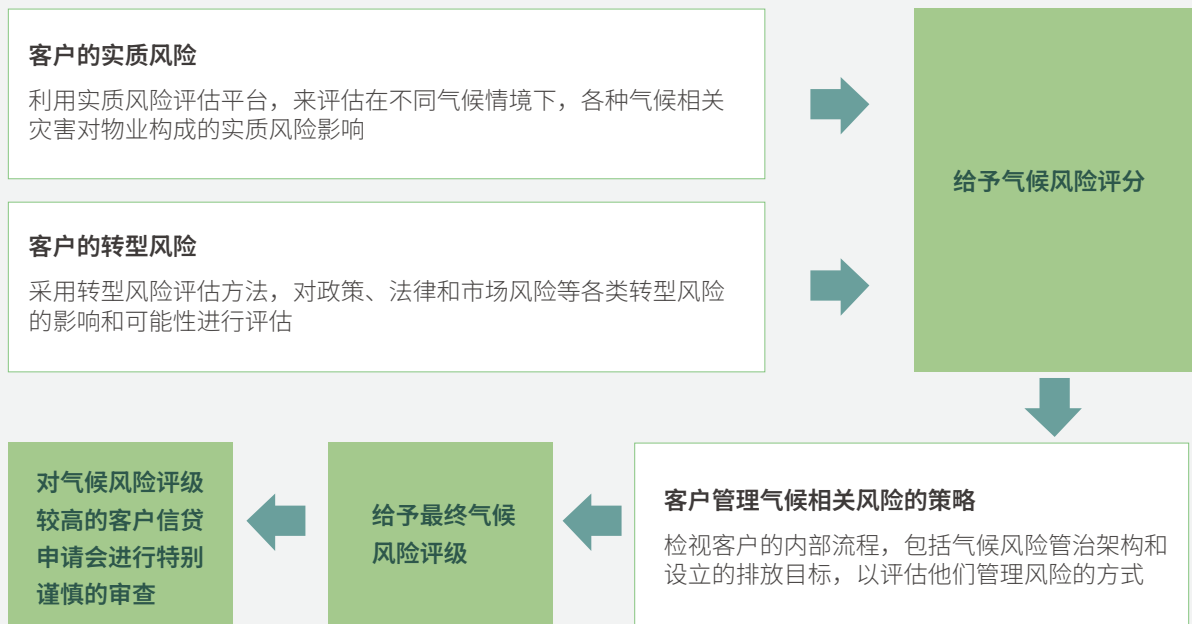 客户的实质风险
利用实质风险评估平台，来评估在不同气候情境下，各种气候相关
灾害对物业构成的实质风险影响
客户的转型风险
采用转型风险评估方法，对政策、法律和市场风险等各类转型风险
的影响和可能性进行评估
给予气候风险评分
客户管理气候相关风险的策略
检视客户的内部流程，包括气候风险管治架构和
设立的排放目标，以评估他们管理风险的方式
给予最终气候
风险评级
对气候风险评级
较高的客户信贷
申请会进行特别
谨慎的审查